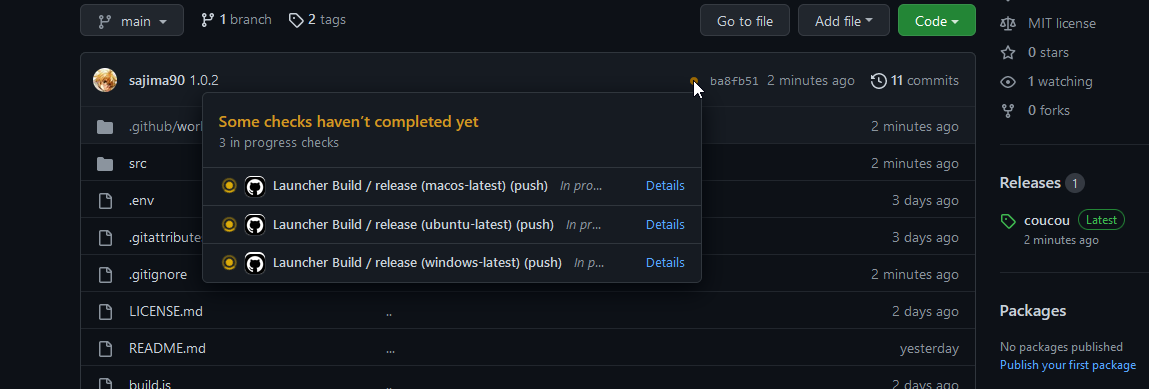 main
1 branch
2 tags
Go to file
Add file
Code
MIT license
0 stars
1 watching
0 forks
sajima90 1.0.2
ba8fb51 2 minutes ago
11 commits
Some checks haven't completed yet
3 in progress checks
.github/wor
2 minutes ago
Launcher Build / release (macos-latest) (push) In pro... Details
src
2 minutes ago
Launcher Build / release (ubuntu-latest) (push) In pr... Details
.env
3 days ago
Launcher Build / release (windows-latest) (push) In p... Details
.gitattribute
3 days ago
.gitignore
2 minutes ago
LICENSE.md
..
2 days ago
README.md
...
yesterday
build.js
..
2 days ago
Releases 1
coucou Latest
2 minutes ago
Packages
No packages published
Publish your first package